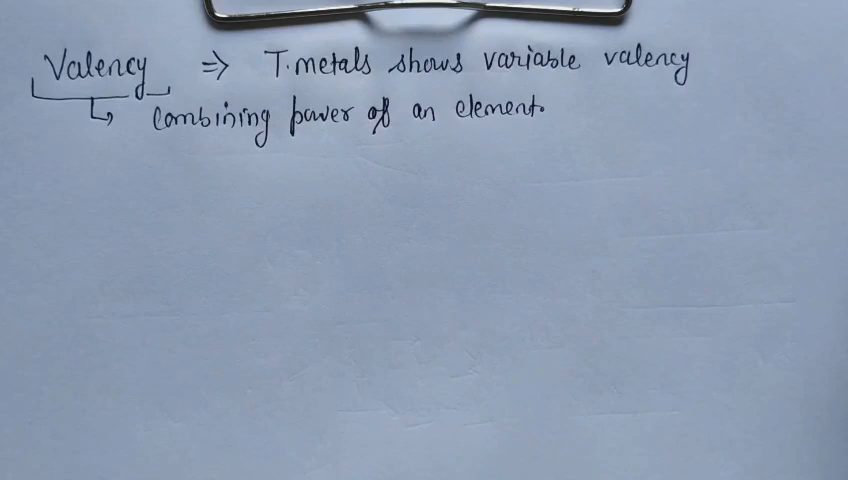 Valency ⇒ T.metals shows variable valency
↳ Combining power of an element.